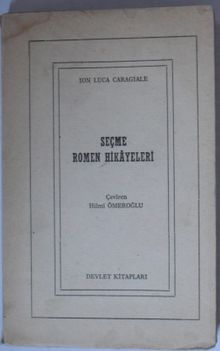 ION LUCA CARAGIALE
SEÇME
ROMEN HİKÂYELERİ
Çeviren
Hilmi ÖMEROĞLU
DEVLET KİTAPLARI